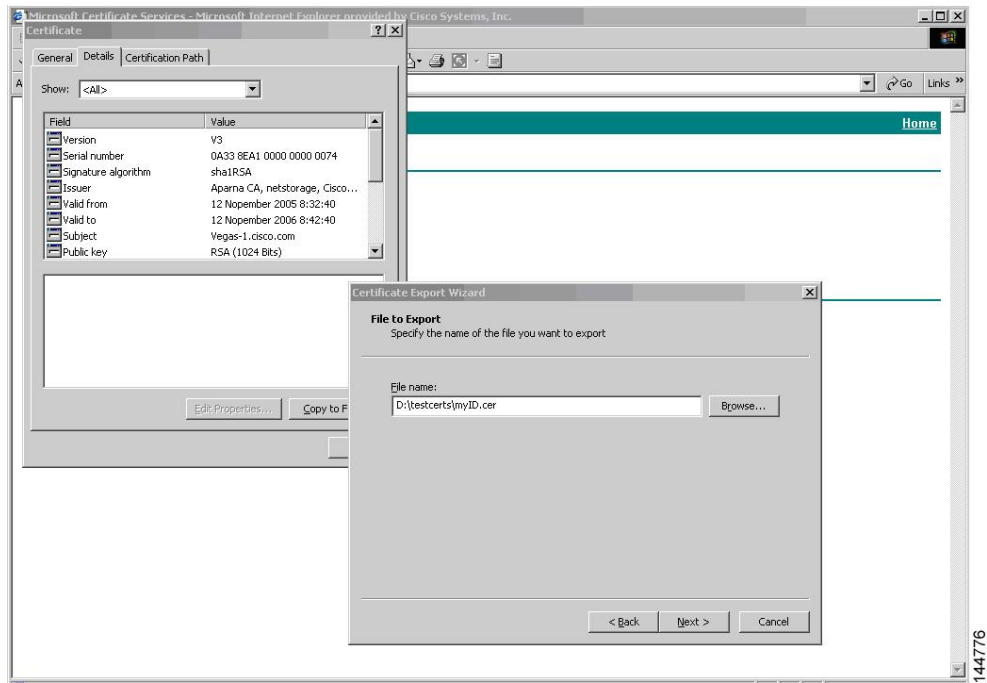 Microsoft Certificate Services - Microsoft Internet Explorer provided by Cisco Systems, Inc.
Certificate
General Details Certification Path
Show: <All>
Go Links »
Home
Field Value
Version V3
Serial number 0A33 8EA1 0000 0000 0074
Signature algorithm sha1RSA
Issuer Aparna CA, netstorage, Cisco...
Valid from 12 Nopember 2005 8:32:40
Valid to 12 Nopember 2006 8:42:40
Subject Vegas-1.cisco.com
Public key RSA (1024 Bits)
Edit Properties... Copy to F
Certificate Export Wizard
File to Export
Specify the name of the file you want to export
File name:
D:\testcerts\myID.cer Browse...
< Back Next > Cancel
144776